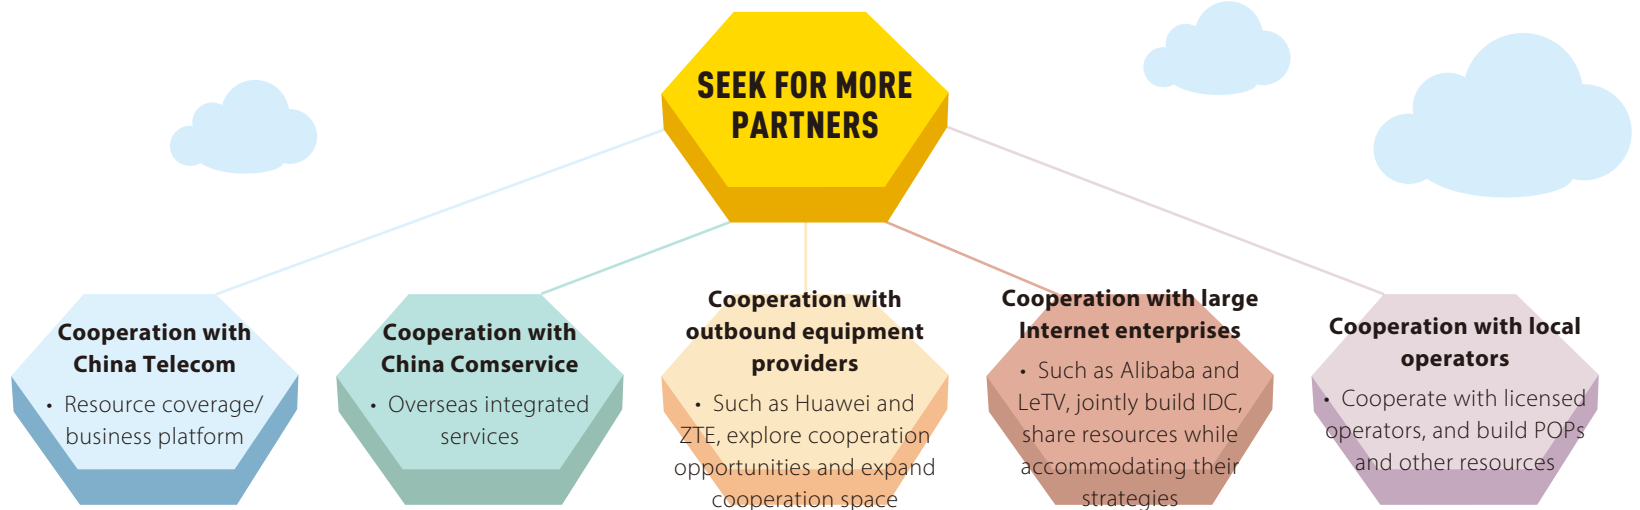 SEEK FOR MORE
PARTNERS
Cooperation with
China Telecom
• Resource coverage/
business platform
Cooperation with
China Comservice
• Overseas integrated
services
Cooperation with
outbound equipment
providers
• Such as Huawei and
ZTE, explore cooperation
opportunities and expand
cooperation space
Cooperation with large
Internet enterprises
• Such as Alibaba and
LeTV, jointly build IDC,
share resources while
accommodating their
strategies
Cooperation with local
operators
• Cooperate with licensed
operators, and build POPs
and other resources